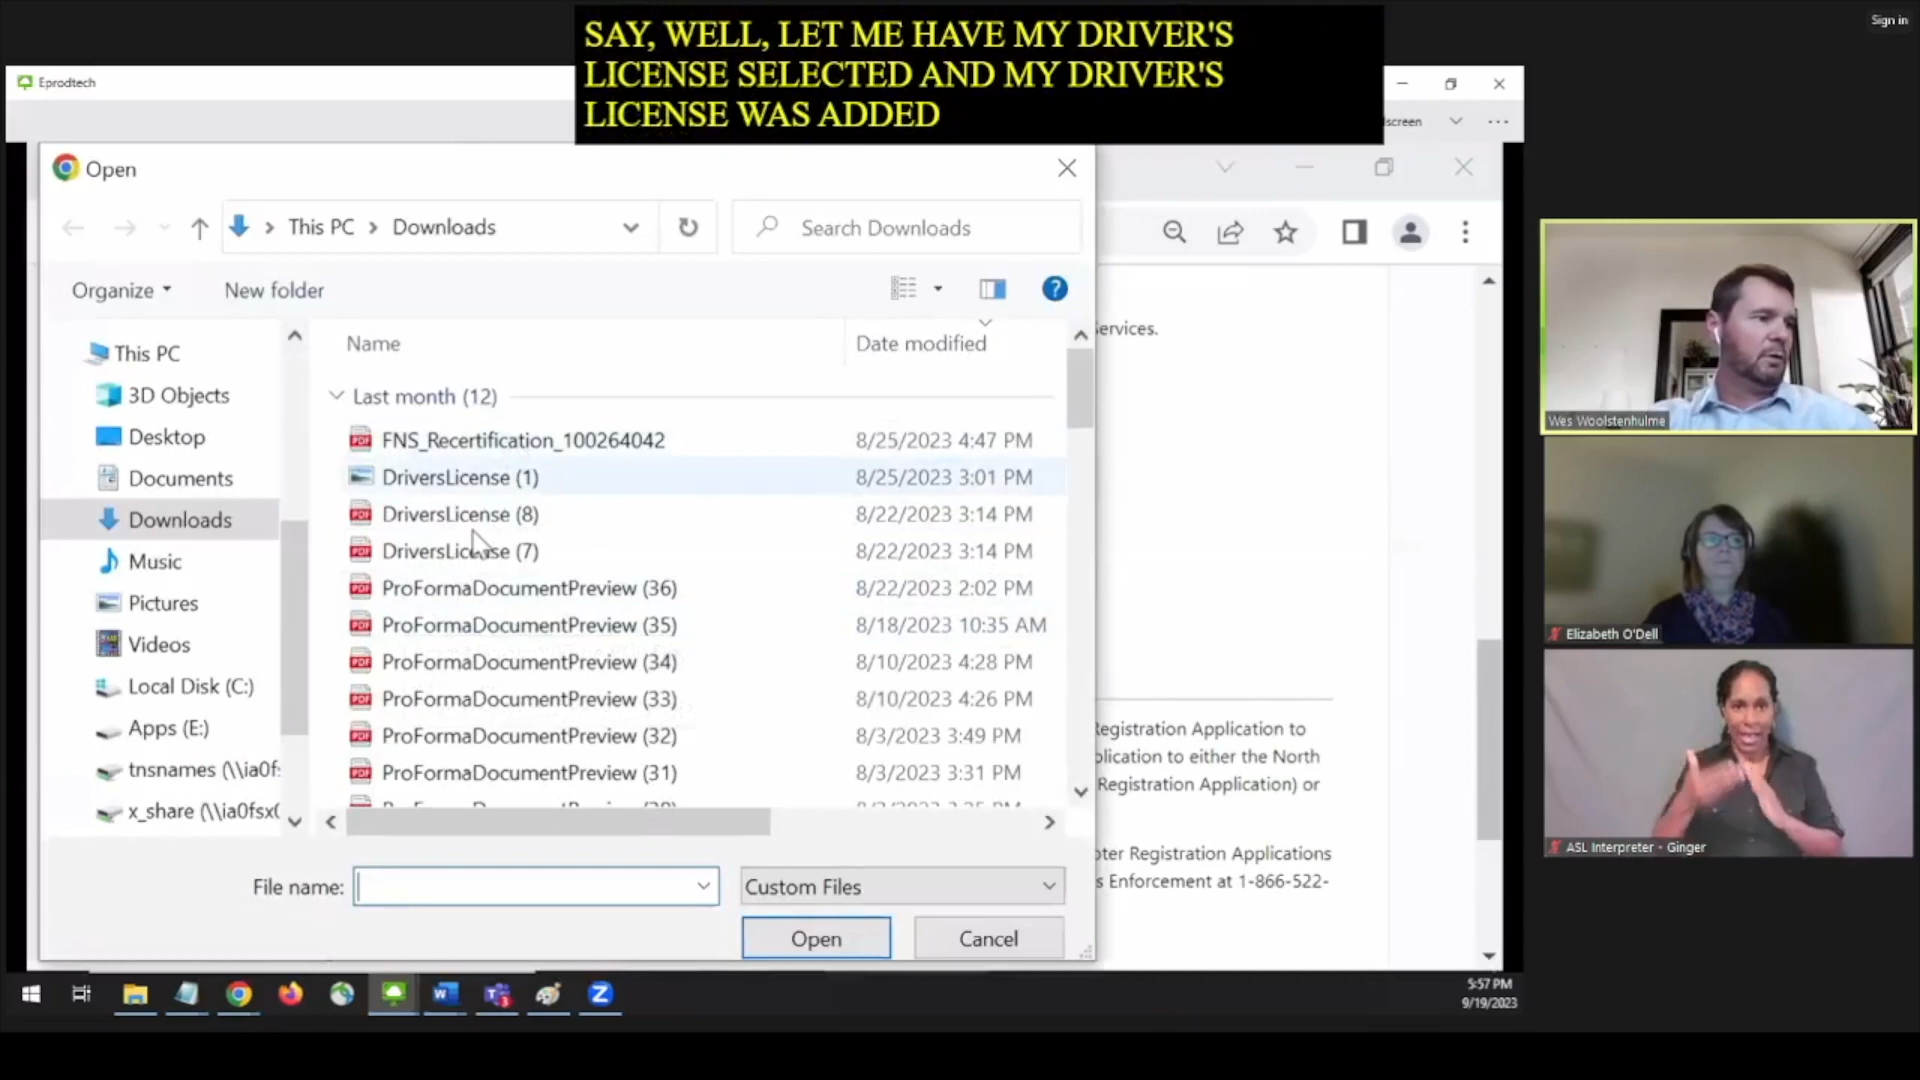 Sign in
SAY, WELL, LET ME HAVE MY DRIVER'S
LICENSE SELECTED AND MY DRIVER'S
LICENSE WAS ADDED
Eprodtech
lscreen
Open
This PC > Downloads
Search Downloads
Organize
New folder
ervices.
Name
Date modified
This PC
3D Objects
Desktop
Documents
Downloads
Music
Pictures
Videos
Local Disk (C:)
Apps (E:)
tnsnames (\\ia0fs
x_share (\\ia0fsx(
Last month (12)
FNS_Recertification_100264042 8/25/2023 4:47 PM
DriversLicense (1) 8/25/2023 3:01 PM
DriversLicense (8) 8/22/2023 3:14 PM
DriversLicense (7) 8/22/2023 3:14 PM
ProFormaDocumentPreview (36) 8/22/2023 2:02 PM
ProFormaDocumentPreview (35) 8/18/2023 10:35 AM
ProFormaDocumentPreview (34) 8/10/2023 4:28 PM
ProFormaDocumentPreview (33) 8/10/2023 4:26 PM
ProFormaDocumentPreview (32) 8/3/2023 3:49 PM
ProFormaDocumentPreview (31) 8/3/2023 3:31 PM
Registration Application to
plication to either the North
Registration Application) or
oter Registration Applications
s Enforcement at 1-866-522-
File name:
Custom Files
Open
Cancel
5:57 PM
9/19/2023
Wes Woolstenhulme
Elizabeth O'Dell
ASL Interpreter - Ginger